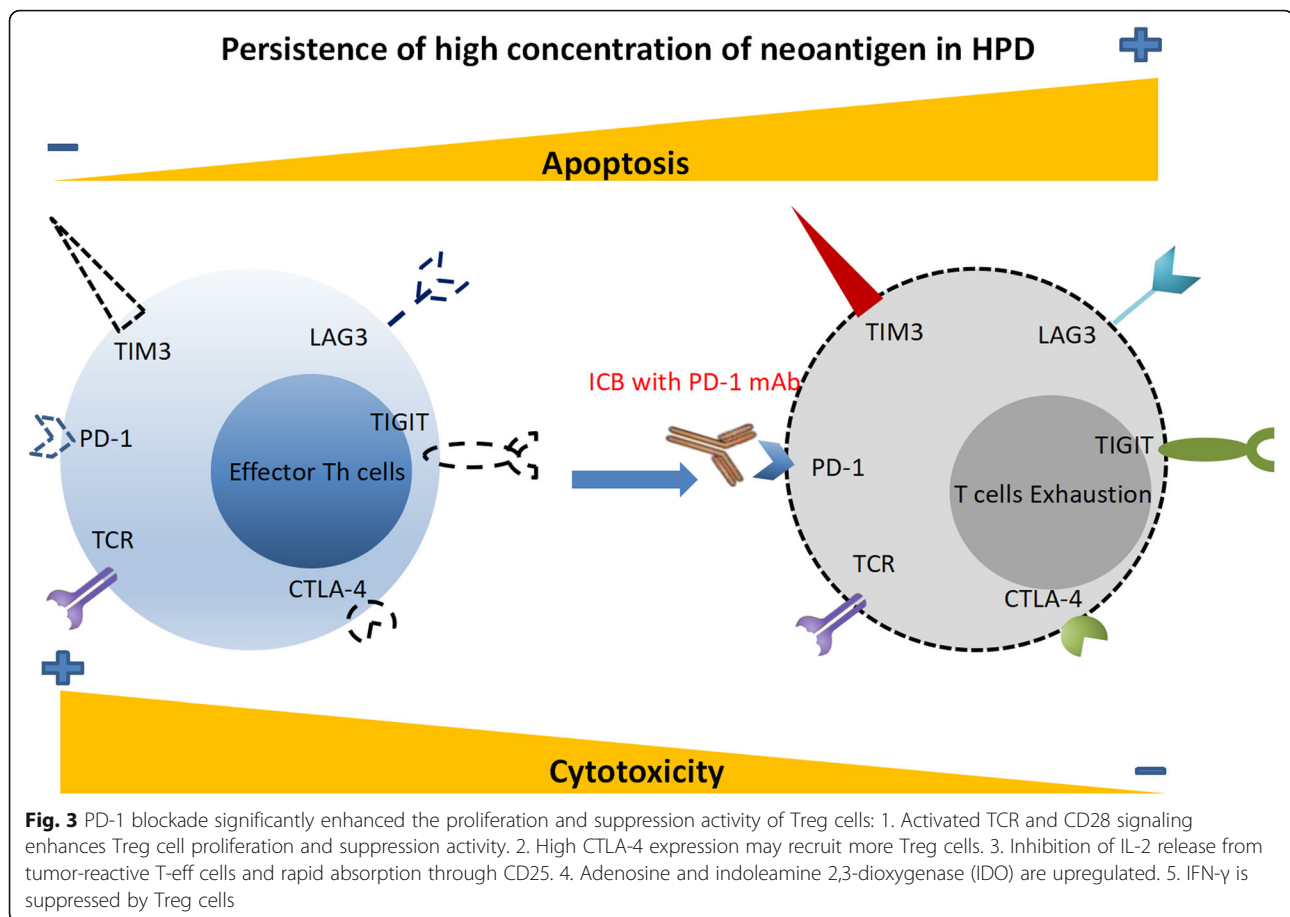 Persistence of high concentration of neoantigen in HPD
Apoptosis
TIM3
LAG3
PD-1
TIGIT
Effector Th cells
TCR
CTLA-4
ICB with PD-1 mAb
TIM3
LAG3
PD-1
TIGIT
T cells Exhaustion
TCR
CTLA-4
Cytotoxicity
Fig. 3 PD-1 blockade significantly enhanced the proliferation and suppression activity of Treg cells: 1. Activated TCR and CD28 signaling
enhances Treg cell proliferation and suppression activity. 2. High CTLA-4 expression may recruit more Treg cells. 3. Inhibition of IL-2 release from
tumor-reactive T-eff cells and rapid absorption through CD25. 4. Adenosine and indoleamine 2,3-dioxygenase (IDO) are upregulated. 5. IFN-γ is
suppressed by Treg cells